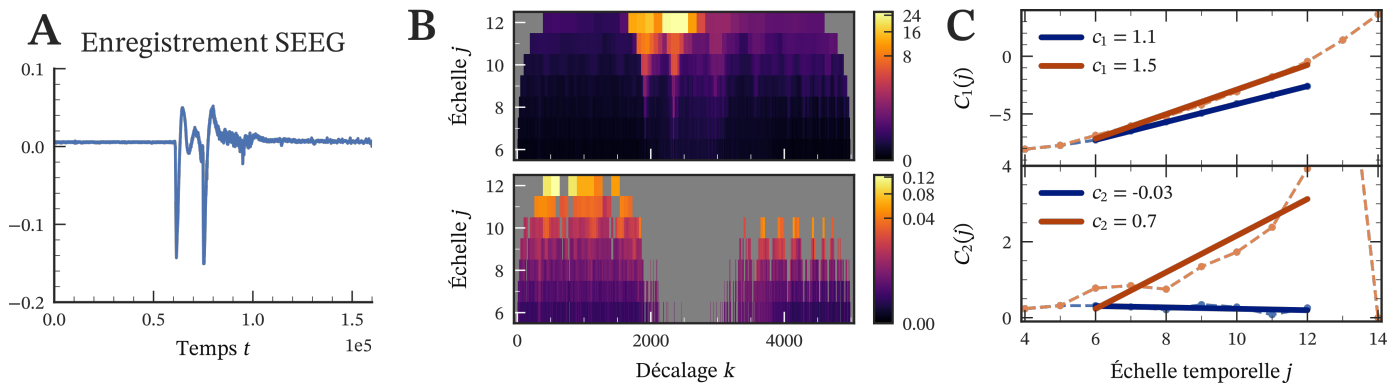 A
Enregistrement SEEG
0.1
0.0
−0.1
−0.2
0.0
0.5
1.0
1.5
1e5
Temps t
B
Échelle j
12
10
8
6
24
16
8
0
Échelle j
12
10
8
6
0.12
0.08
0.04
0.00
0
2000
4000
Décalage k
C
C₁(j)
0
−5
c₁ = 1.1
c₁ = 1.5
C₂(j)
4
2
0
c₂ = -0.03
c₂ = 0.7
4
6
8
10
12
14
Échelle temporelle j